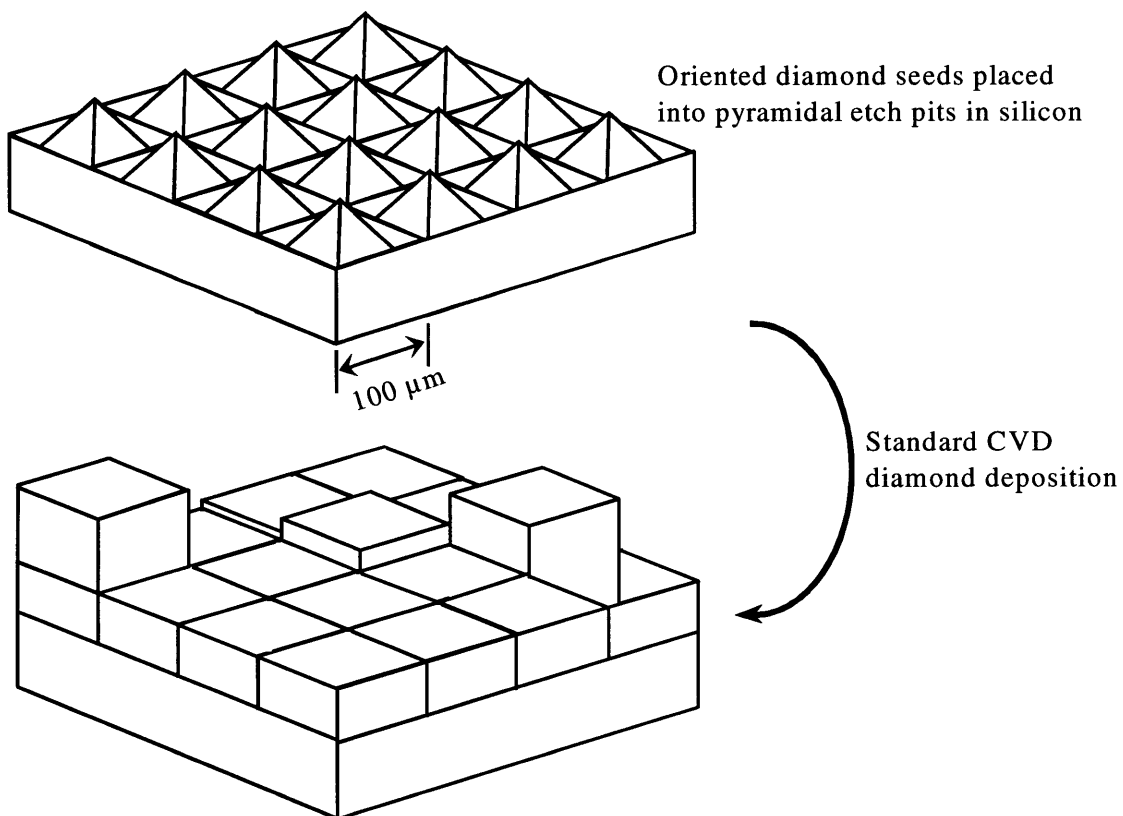 Oriented diamond seeds placed
into pyramidal etch pits in silicon
100 μm
Standard CVD
diamond deposition